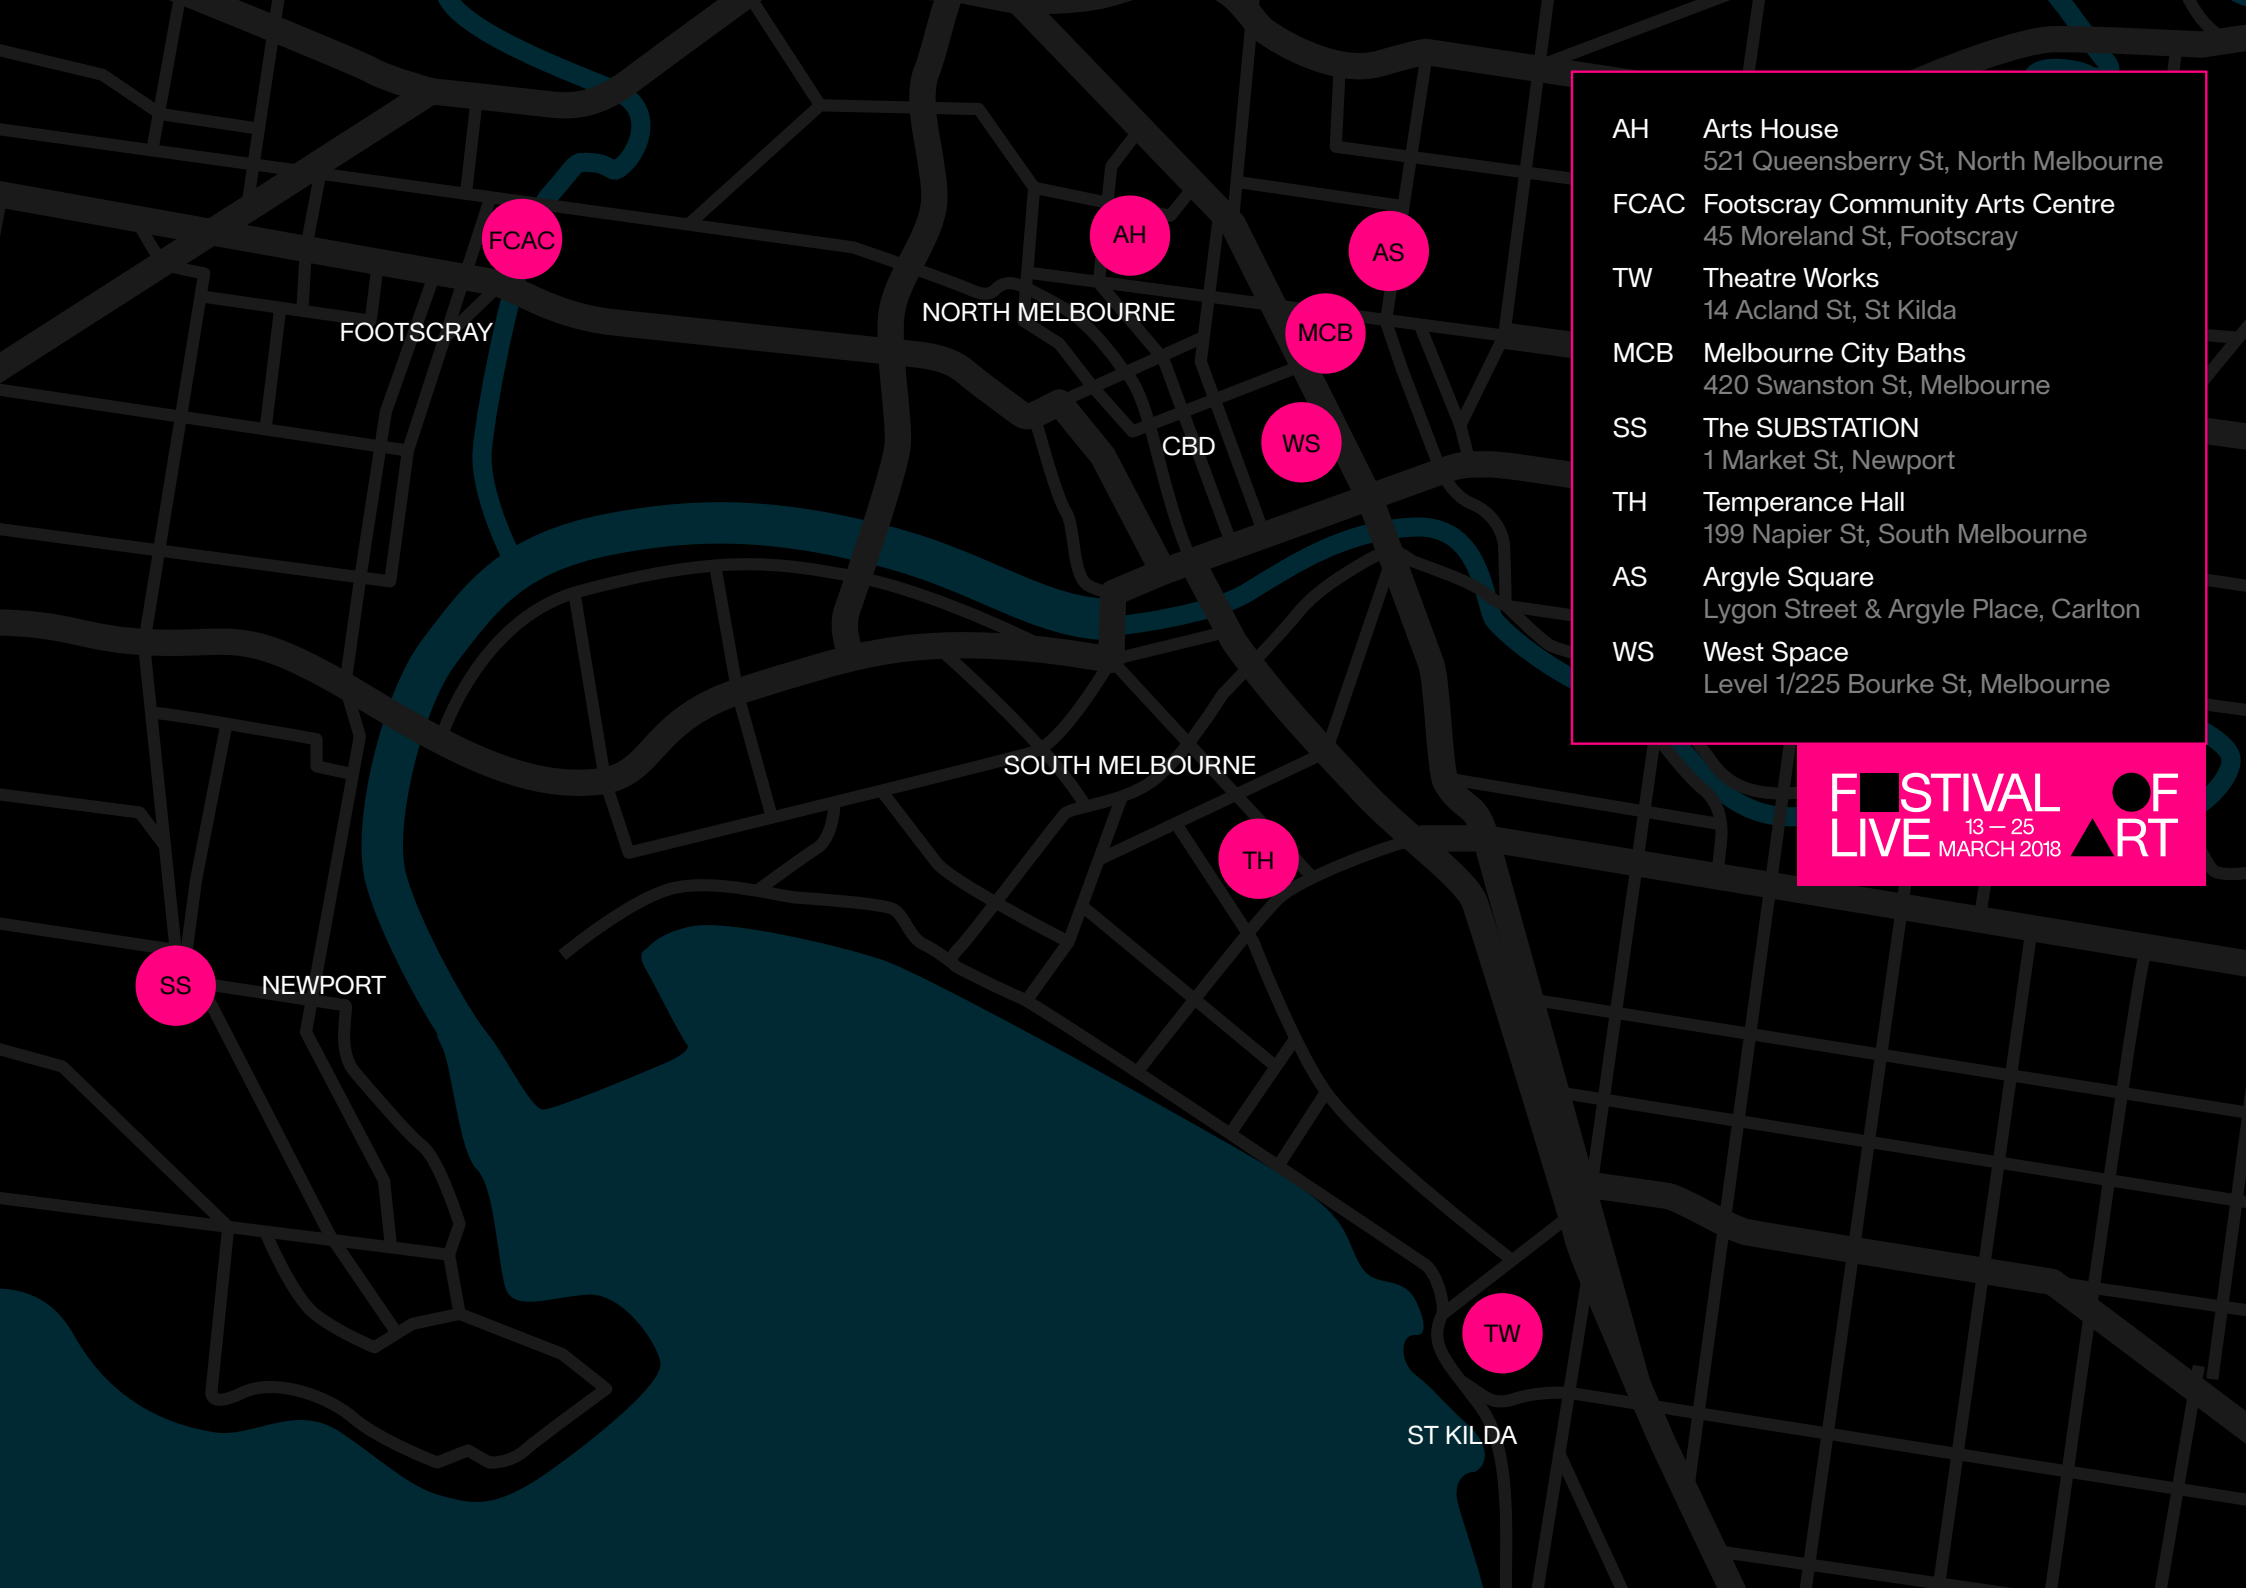 AH Arts House
521 Queensberry St, North Melbourne
FCAC Footscray Community Arts Centre
45 Moreland St, Footscray
TW Theatre Works
14 Acland St, St Kilda
MCB Melbourne City Baths
420 Swanston St, Melbourne
SS The SUBSTATION
1 Market St, Newport
TH Temperance Hall
199 Napier St, South Melbourne
AS Argyle Square
Lygon Street & Argyle Place, Carlton
WS West Space
Level 1/225 Bourke St, Melbourne
F■STIVAL ●F
LIVE 13 — 25 MARCH 2018 ▲RT
FCAC
AH
AS
NORTH MELBOURNE
FOOTSCRAY
MCB
CBD
WS
SOUTH MELBOURNE
TH
SS
NEWPORT
TW
ST KILDA